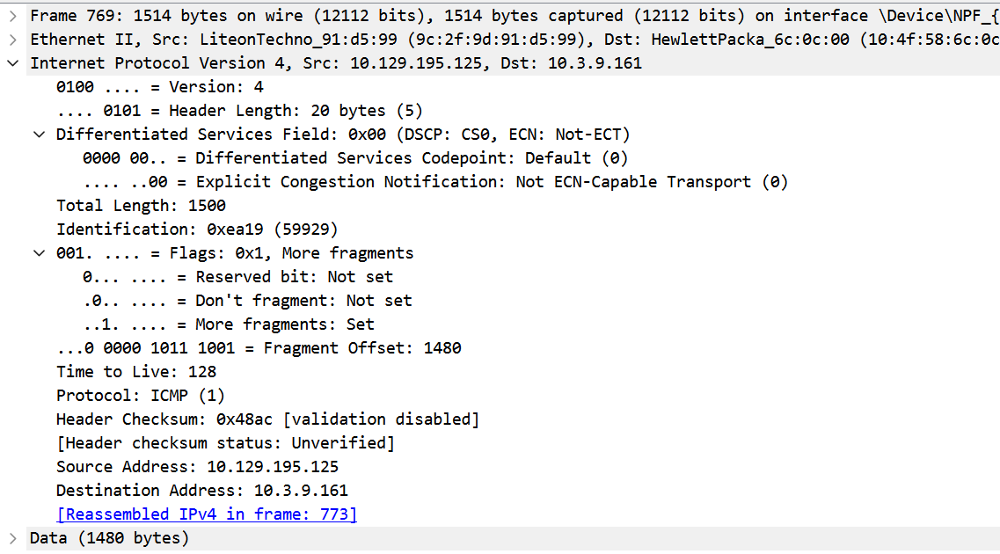 Frame 769: 1514 bytes on wire (12112 bits), 1514 bytes captured (12112 bits) on interface \Device\NPF_{
Ethernet II, Src: LiteonTechno_91:d5:99 (9c:2f:9d:91:d5:99), Dst: HewlettPacka_6c:0c:00 (10:4f:58:6c:0c
Internet Protocol Version 4, Src: 10.129.195.125, Dst: 10.3.9.161
0100 .... = Version: 4
.... 0101 = Header Length: 20 bytes (5)
Differentiated Services Field: 0x00 (DSCP: CS0, ECN: Not-ECT)
0000 00.. = Differentiated Services Codepoint: Default (0)
.... ..00 = Explicit Congestion Notification: Not ECN-Capable Transport (0)
Total Length: 1500
Identification: 0xea19 (59929)
001. .... = Flags: 0x1, More fragments
0... .... = Reserved bit: Not set
.0.. .... = Don't fragment: Not set
..1. .... = More fragments: Set
...0 0000 1011 1001 = Fragment Offset: 1480
Time to Live: 128
Protocol: ICMP (1)
Header Checksum: 0x48ac [validation disabled]
[Header checksum status: Unverified]
Source Address: 10.129.195.125
Destination Address: 10.3.9.161
[Reassembled IPv4 in frame: 773]
Data (1480 bytes)